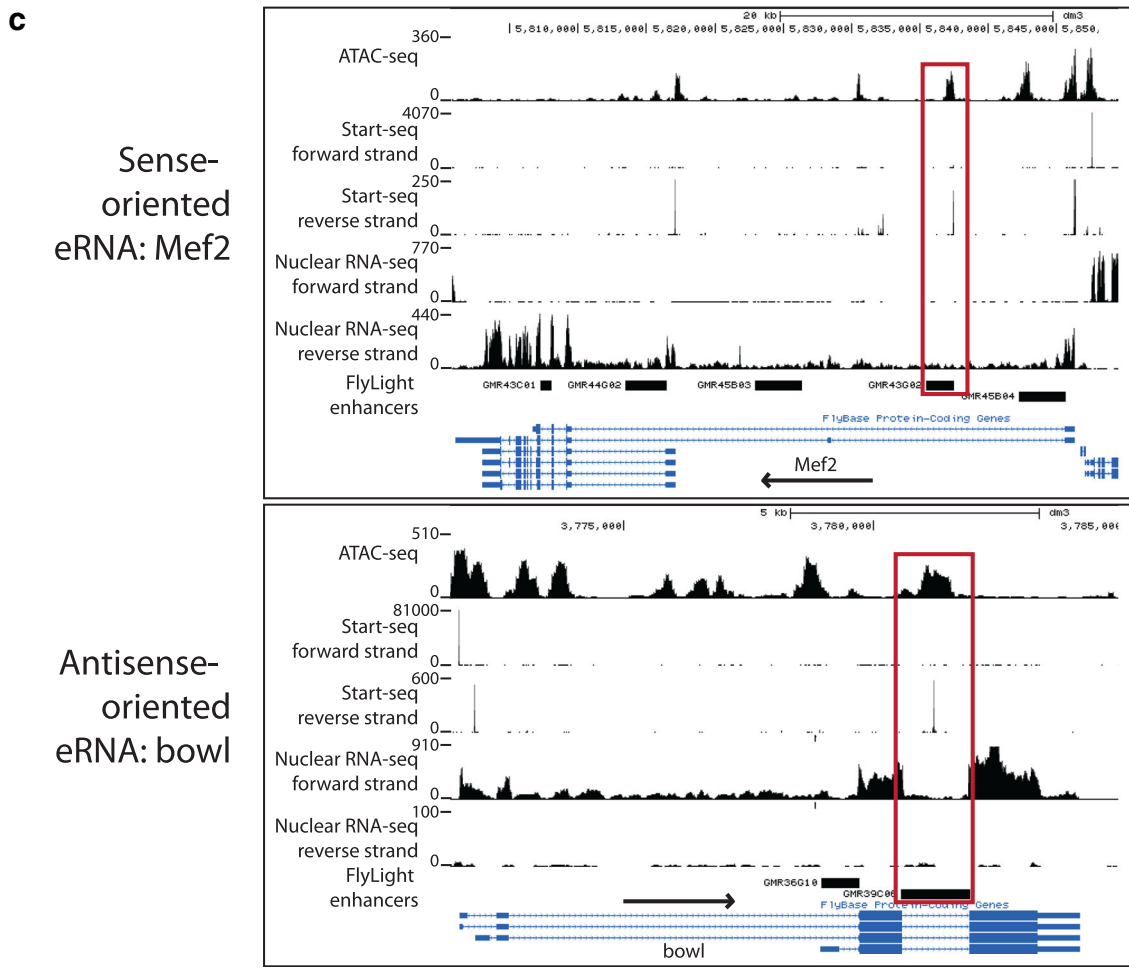 c
Sense-
oriented
eRNA: Mef2
20 kb dm3
5,810,000 5,815,000 5,820,000 5,825,000 5,830,000 5,835,000 5,840,000 5,845,000 5,850,
360
ATAC-seq
0
4070
Start-seq
forward strand
0
250
Start-seq
reverse strand
0
770
Nuclear RNA-seq
forward strand
0
440
Nuclear RNA-seq
reverse strand
0
FlyLight
enhancers
GMR43C01 GMR44G02 GMR45B03 GMR43G02
GMR45B04
FlyBase Protein-Coding Genes
Mef2
Antisense-
oriented
eRNA: bowl
5 kb dm3
3,775,000 3,780,000 3,785,000
510
ATAC-seq
0
81000
Start-seq
forward strand
0
600
Start-seq
reverse strand
0
910
Nuclear RNA-seq
forward strand
0
100
Nuclear RNA-seq
reverse strand
0
FlyLight
enhancers
GMR36G10
GMR39C06
FlyBase Protein-Coding Genes
bowl